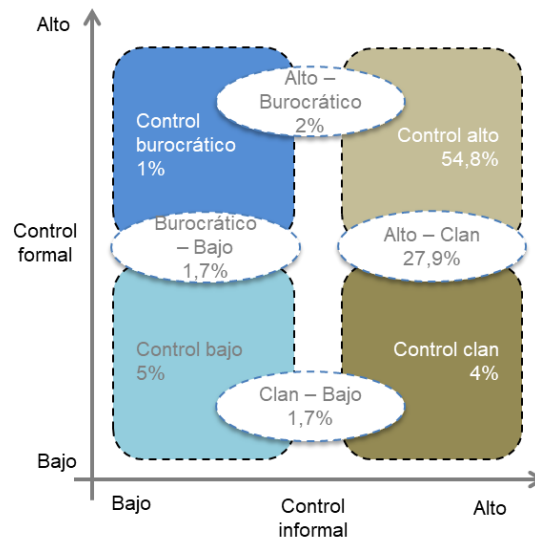 Alto
Alto –
Burocrático
2%
Control
burocrático
1%
Control alto
54,8%
Control
formal
Burocrático
– Bajo
1,7%
Alto – Clan
27,9%
Control bajo
5%
Control clan
4%
Clan – Bajo
1,7%
Bajo
Bajo
Control
informal
Alto